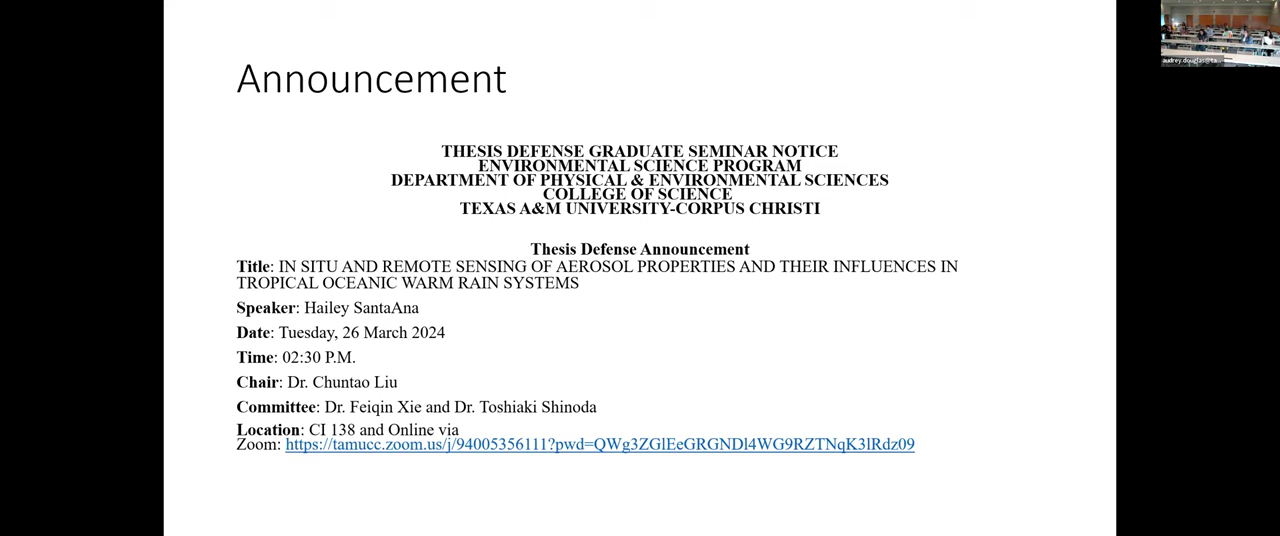 Announcement
THESIS DEFENSE GRADUATE SEMINAR NOTICE
ENVIRONMENTAL SCIENCE PROGRAM
DEPARTMENT OF PHYSICAL & ENVIRONMENTAL SCIENCES
COLLEGE OF SCIENCE
TEXAS A&M UNIVERSITY-CORPUS CHRISTI
Thesis Defense Announcement
Title: IN SITU AND REMOTE SENSING OF AEROSOL PROPERTIES AND THEIR INFLUENCES IN
TROPICAL OCEANIC WARM RAIN SYSTEMS
Speaker: Hailey SantaAna
Date: Tuesday, 26 March 2024
Time: 02:30 P.M.
Chair: Dr. Chuntao Liu
Committee: Dr. Feiqin Xie and Dr. Toshiaki Shinoda
Location: CI 138 and Online via
Zoom: https://tamucc.zoom.us/j/94005356111?pwd=QWg3ZGlEeGRGNDl4WG9RZTNqK3lRdz09
audrey.douglas@ta...